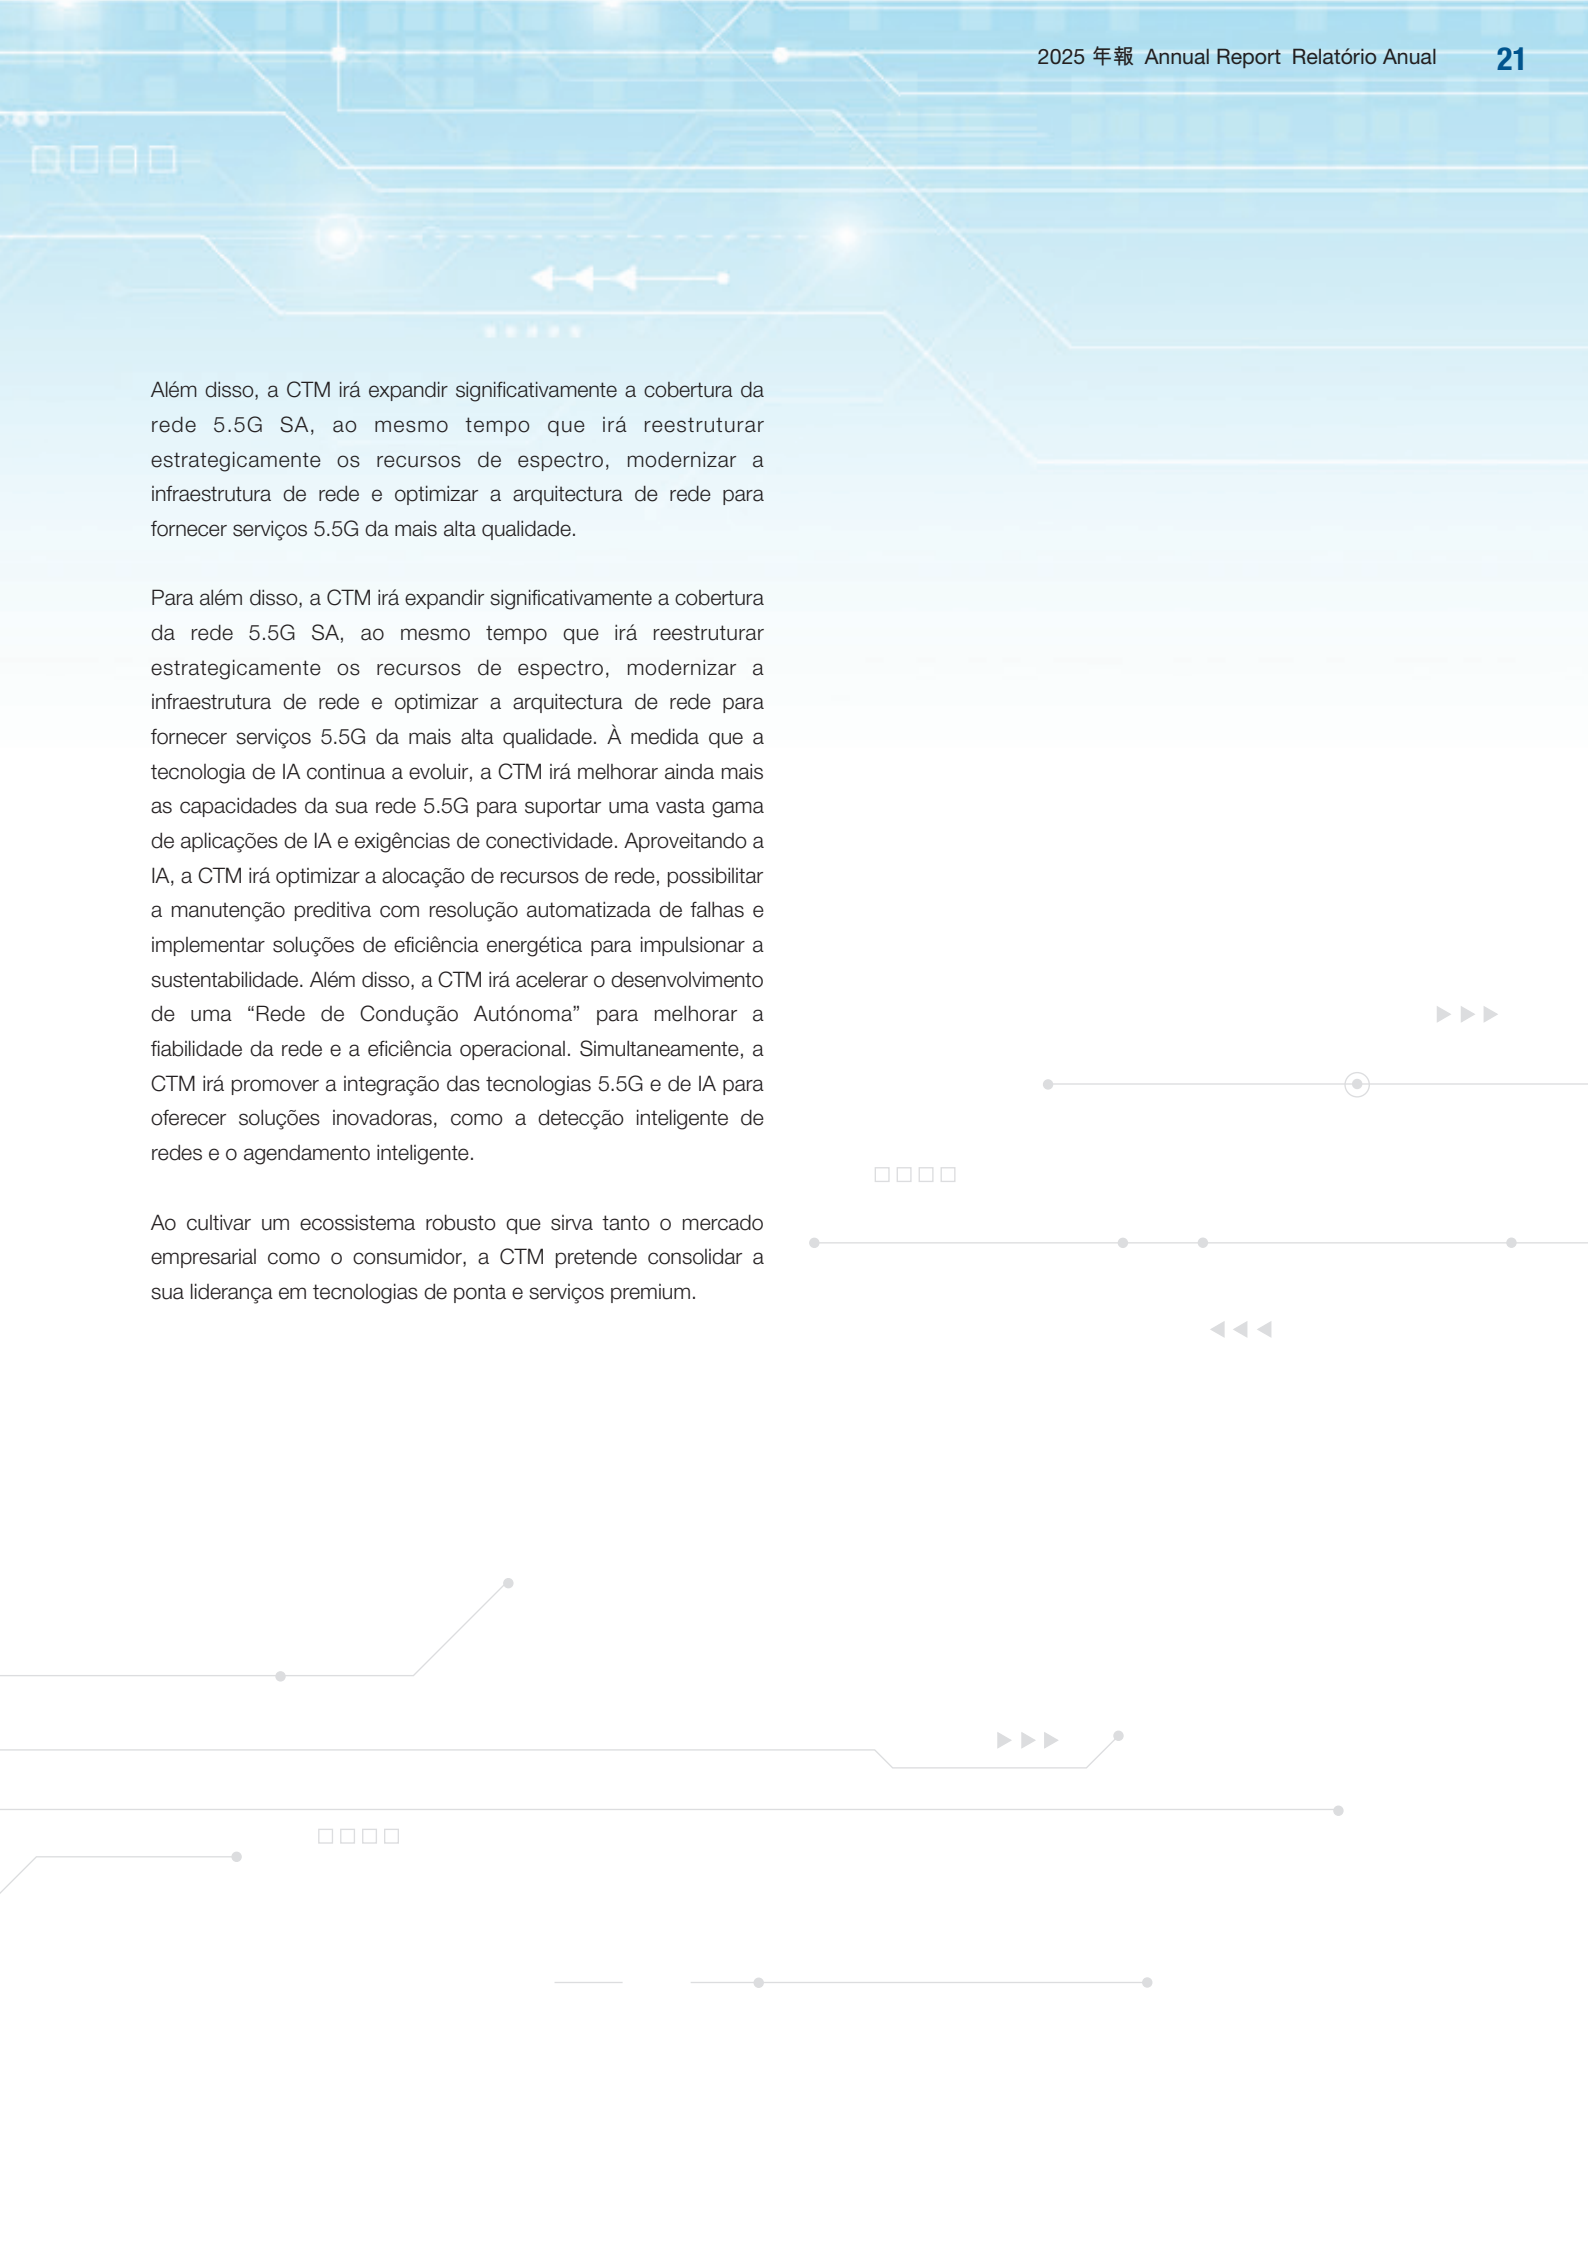 2025 年報 Annual Report Relatório Anual 21
Além disso, a CTM irá expandir significativamente a cobertura da
rede 5.5G SA, ao mesmo tempo que irá reestruturar
estrategicamente os recursos de espectro, modernizar a
infraestrutura de rede e optimizar a arquitectura de rede para
fornecer serviços 5.5G da mais alta qualidade.
Para além disso, a CTM irá expandir significativamente a cobertura
da rede 5.5G SA, ao mesmo tempo que irá reestruturar
estrategicamente os recursos de espectro, modernizar a
infraestrutura de rede e optimizar a arquitectura de rede para
fornecer serviços 5.5G da mais alta qualidade. À medida que a
tecnologia de IA continua a evoluir, a CTM irá melhorar ainda mais
as capacidades da sua rede 5.5G para suportar uma vasta gama
de aplicações de IA e exigências de conectividade. Aproveitando a
IA, a CTM irá optimizar a alocação de recursos de rede, possibilitar
a manutenção preditiva com resolução automatizada de falhas e
implementar soluções de eficiência energética para impulsionar a
sustentabilidade. Além disso, a CTM irá acelerar o desenvolvimento
de uma “Rede de Condução Autónoma” para melhorar a
fiabilidade da rede e a eficiência operacional. Simultaneamente, a
CTM irá promover a integração das tecnologias 5.5G e de IA para
oferecer soluções inovadoras, como a detecção inteligente de
redes e o agendamento inteligente.
Ao cultivar um ecossistema robusto que sirva tanto o mercado
empresarial como o consumidor, a CTM pretende consolidar a
sua liderança em tecnologias de ponta e serviços premium.